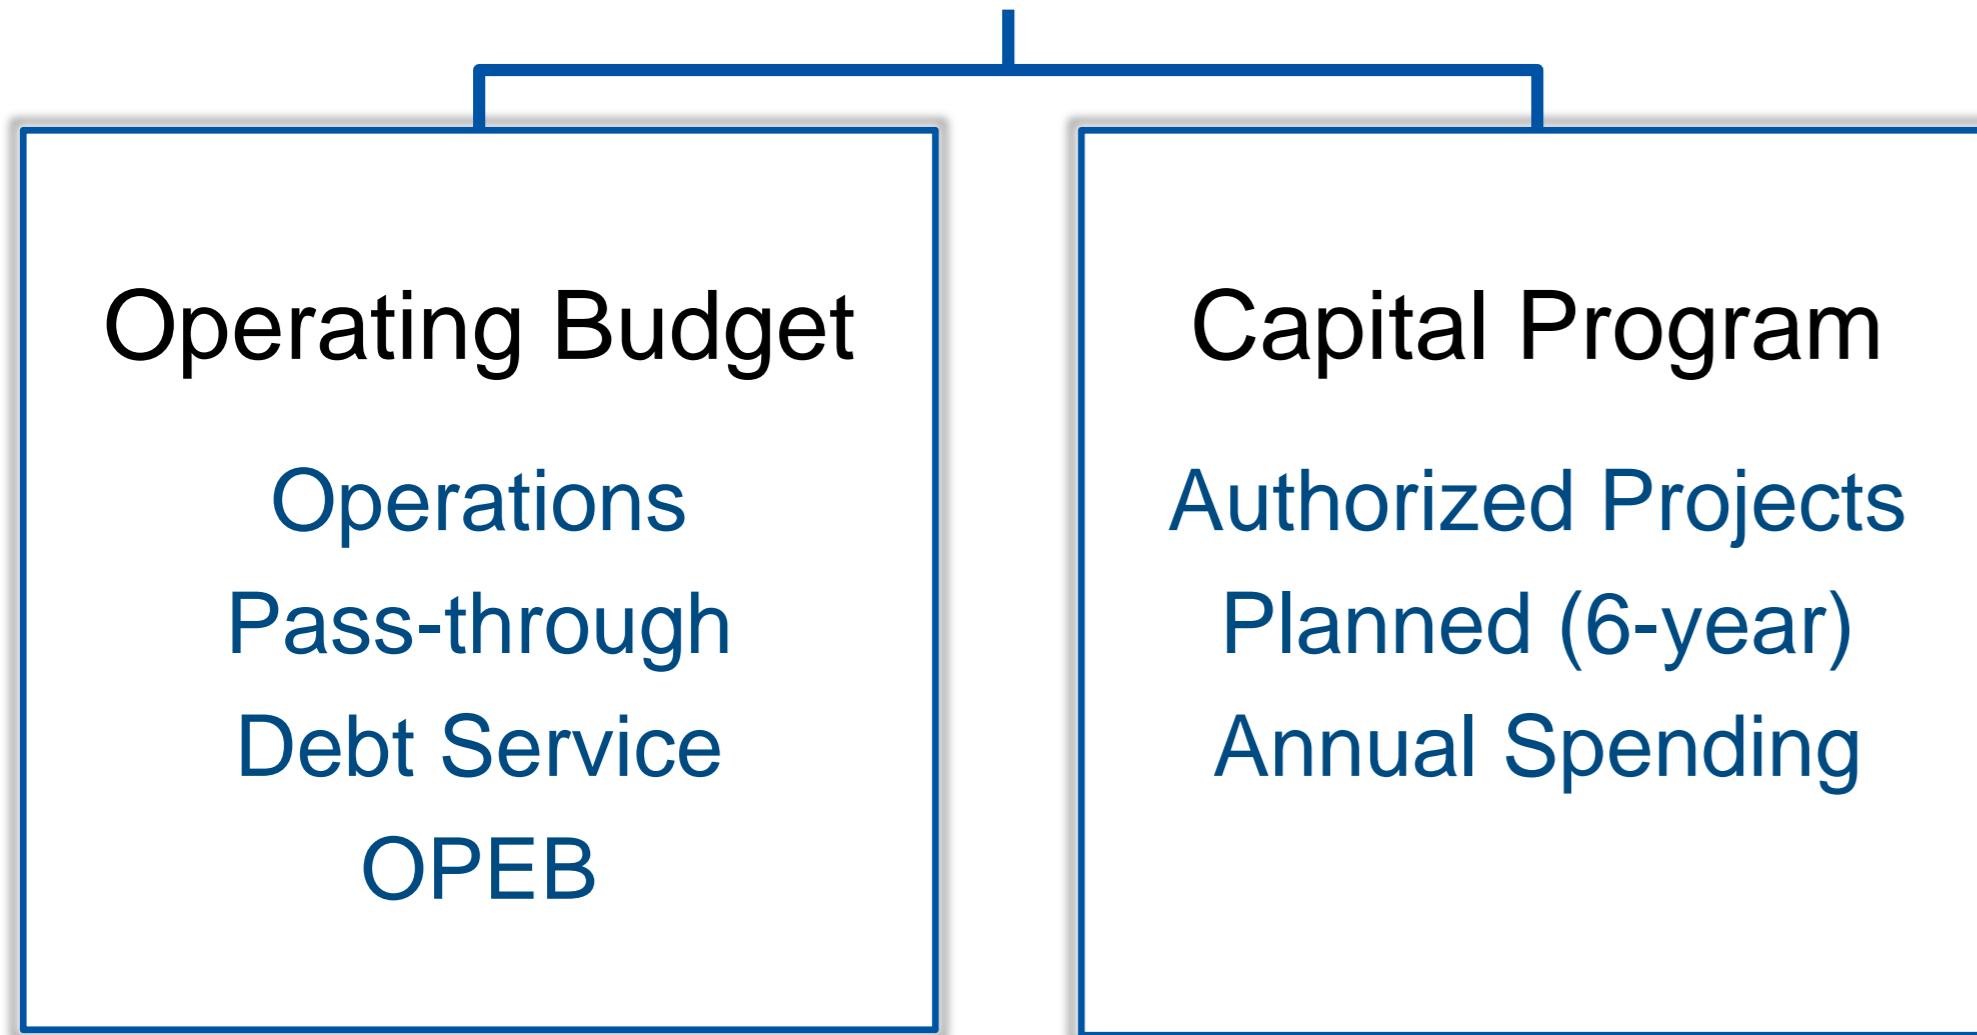 Operating Budget
Operations
Pass-through
Debt Service
OPEB
Capital Program
Authorized Projects
Planned (6-year)
Annual Spending